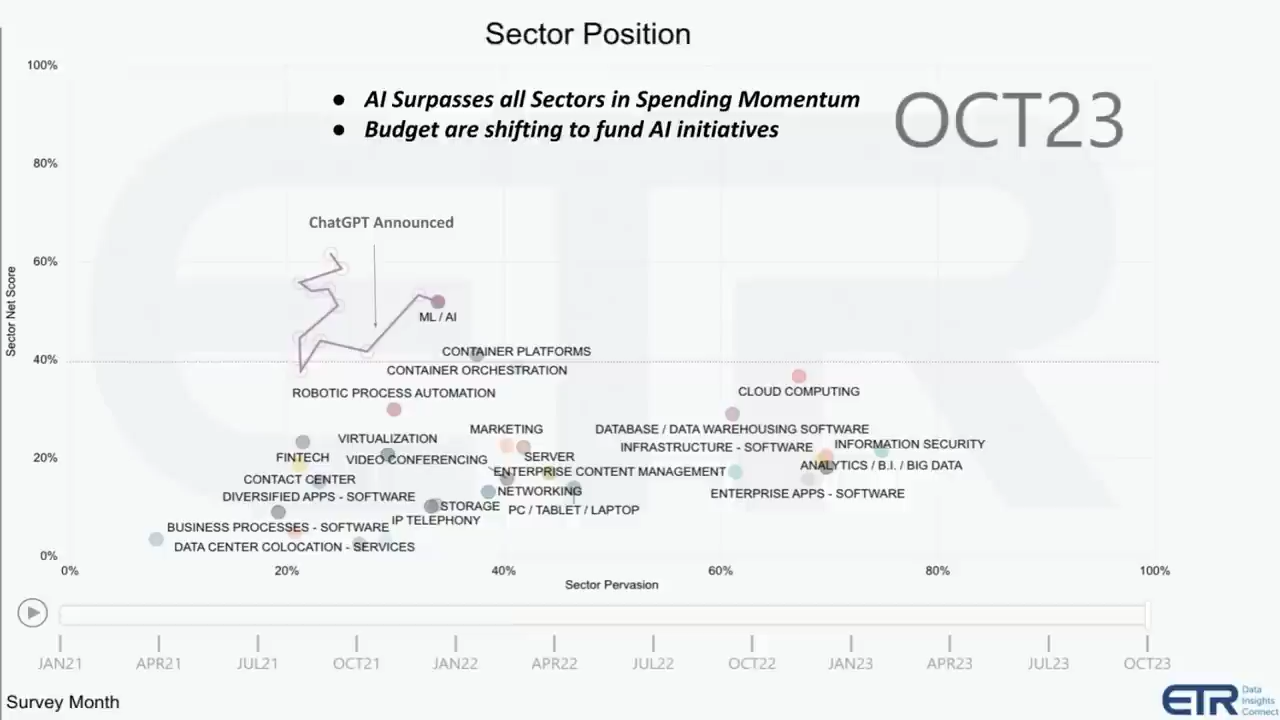 Sector Position
100%
● AI Surpasses all Sectors in Spending Momentum
● Budget are shifting to fund AI initiatives
OCT23
80%
ChatGPT Announced
60%
Sector Net Score
ML / AI
CONTAINER PLATFORMS
40%
CONTAINER ORCHESTRATION
CLOUD COMPUTING
ROBOTIC PROCESS AUTOMATION
MARKETING
DATABASE / DATA WAREHOUSING SOFTWARE
VIRTUALIZATION
INFRASTRUCTURE - SOFTWARE
INFORMATION SECURITY
20%
FINTECH
VIDEO CONFERENCING
SERVER
ANALYTICS / B.I. / BIG DATA
ENTERPRISE CONTENT MANAGEMENT
CONTACT CENTER
NETWORKING
ENTERPRISE APPS - SOFTWARE
DIVERSIFIED APPS - SOFTWARE
STORAGE
PC / TABLET / LAPTOP
IP TELEPHONY
BUSINESS PROCESSES - SOFTWARE
DATA CENTER COLOCATION - SERVICES
0%
0% 20% 40% 60% 80% 100%
Sector Pervasion
JAN21 APR21 JUL21 OCT21 JAN22 APR22 JUL22 OCT22 JAN23 APR23 JUL23 OCT23
Survey Month
ETR
Data
Insights
Connect
ETR